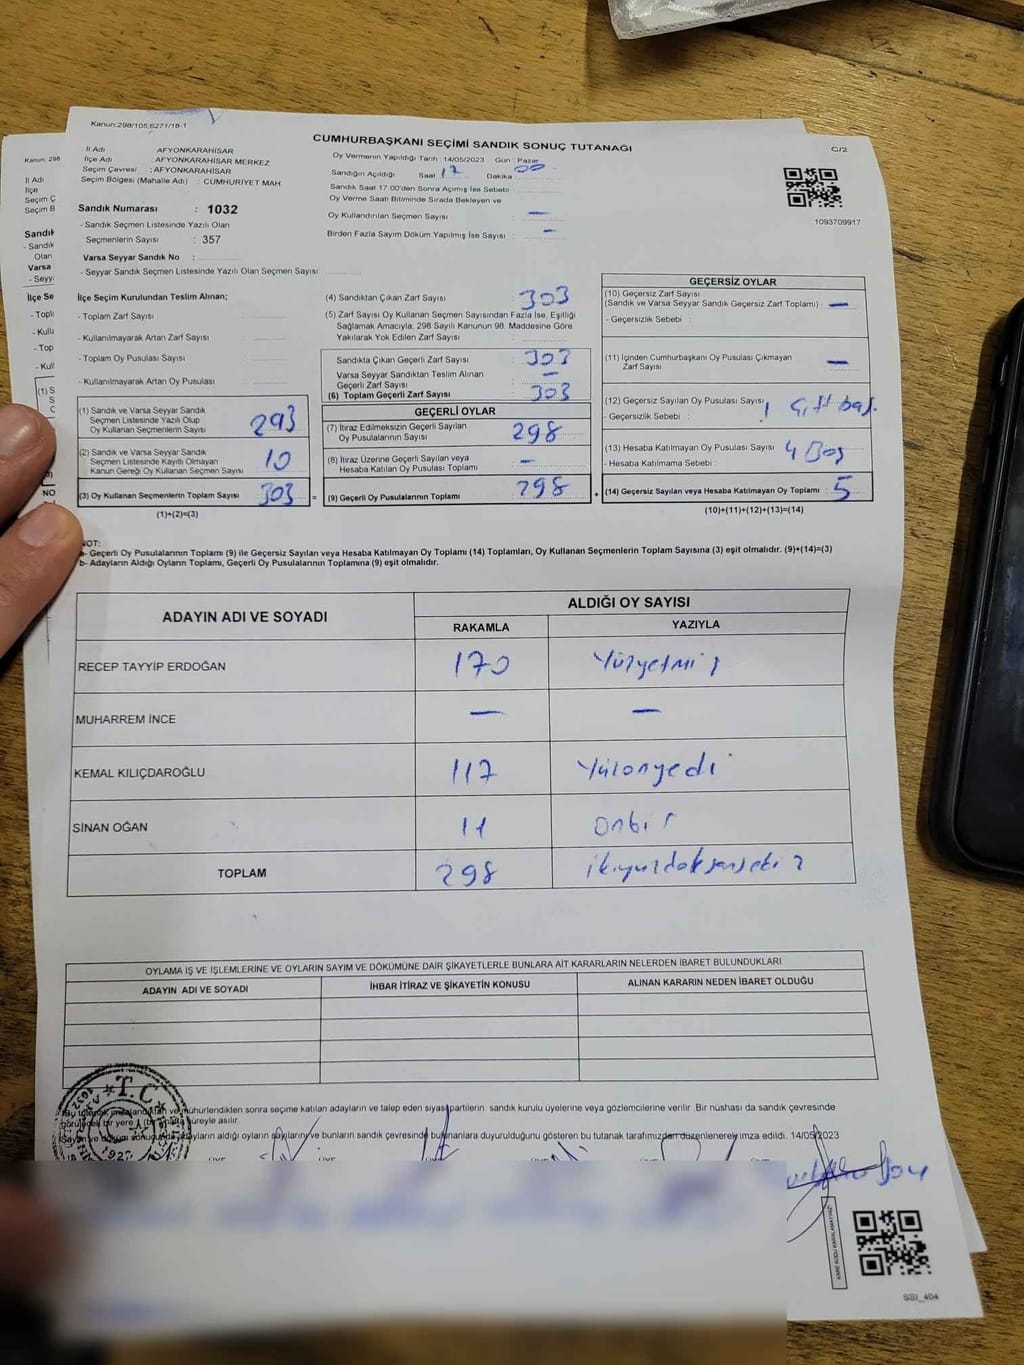 Kanun:298/105;6271/18-1
CUMHURBAŞKANI SEÇİMİ SANDIK SONUÇ TUTANAĞI
C/2
İl Adı : AFYONKARAHİSAR
İlçe Adı : AFYONKARAHİSAR MERKEZ
Seçim Çevresi : AFYONKARAHİSAR
Seçim Bölgesi (Mahalle Adı) : CUMHURİYET MAH
Sandık Numarası : 1032
- Sandık Seçmen Listesinde Yazılı Olan
Seçmenlerin Sayısı : 357
Varsa Seyyar Sandık No :
- Seyyar Sandık Seçmen Listesinde Yazılı Olan Seçmen Sayısı
Oy Vermenin Yapıldığı Tarih :14/05/2023 Gün : Pazar
Sandığın Açıldığı Saat 17 Dakika 00
Sandık Saat 17.00'den Sonra Açımış İse Sebebi
Oy Verme Saati Bitiminde Sırada Bekleyen ve
Oy Kullandırılan Seçmen Sayısı : —
Birden Fazla Sayım Döküm Yapılmış İse Sayısı : —
1093709917
İlçe Seçim Kurulundan Teslim Alınan;
- Toplam Zarf Sayısı :
- Kullanılmayarak Artan Zarf Sayısı
- Toplam Oy Pusulası Sayısı :
- Kullanılmayarak Artan Oy Pusulası
(1) Sandık ve Varsa Seyyar Sandık
Seçmen Listesinde Yazılı Olup
Oy Kullanan Seçmenlerin Sayısı 293
(2) Sandık ve Varsa Seyyar Sandık
Seçmen Listesinde Kayıtlı Olmayan
Kanun Gereği Oy Kullanan Seçmen Sayısı 10
(3) Oy Kullanan Seçmenlerin Toplam Sayısı 303
(1)+(2)=(3)
(4) Sandıktan Çıkan Zarf Sayısı : 303
(5) Zarf Sayısı Oy Kullanan Seçmen Sayısından Fazla İse, Eşitliği
Sağlamak Amacıyla, 298 Sayılı Kanunun 98. Maddesine Göre
Yakılarak Yok Edilen Zarf Sayısı :
Sandıkta Çıkan Geçerli Zarf Sayısı : 303
Varsa Seyyar Sandıktan Teslim Alınan
Geçerli Zarf Sayısı : —
(6) Toplam Geçerli Zarf Sayısı : 303
GEÇERLİ OYLAR
(7) İtiraz Edilmeksizin Geçerli Sayılan
Oy Pusulalarının Sayısı : 298
(8) İtiraz Üzerine Geçerli Sayılan veya
Hesaba Katılan Oy Pusulası Toplamı : —
= (9) Geçerli Oy Pusulalarının Toplamı : 298 +
GEÇERSİZ OYLAR
(10) Geçersiz Zarf Sayısı
(Sandık ve Varsa Seyyar Sandık Geçersiz Zarf Toplamı) : —
- Geçersizlik Sebebi :
(11) İçinden Cumhurbaşkanı Oy Pusulası Çıkmayan
Zarf Sayısı : —
(12) Geçersiz Sayılan Oy Pusulası Sayısı : 1 Çift
- Geçersizlik Sebebi :
(13) Hesaba Katılmayan Oy Pusulası Sayısı : 4 Boş
- Hesaba Katılmama Sebebi :
(14) Geçersiz Sayılan veya Hesaba Katılmayan Oy Toplamı : 5
(10)+(11)+(12)+(13)=(14)
NOT:
a- Geçerli Oy Pusulalarının Toplamı (9) ile Geçersiz Sayılan veya Hesaba Katılmayan Oy Toplamı (14) Toplamları, Oy Kullanan Seçmenlerin Toplam Sayısına (3) eşit olmalıdır. (9)+(14)=(3)
b- Adayların Aldığı Oyların Toplamı, Geçerli Oy Pusulalarının Toplamına (9) eşit olmalıdır.
ADAYIN ADI VE SOYADI
ALDIĞI OY SAYISI
RAKAMLA YAZIYLA
RECEP TAYYİP ERDOĞAN 170 Yüzyetmiş
MUHARREM İNCE — —
KEMAL KILIÇDAROĞLU 117 Yüzonyedi
SİNAN OĞAN 11 Onbir
TOPLAM 298 ikiyüzdoksansekiz
OYLAMA İŞ VE İŞLEMLERİNE VE OYLARIN SAYIM VE DÖKÜMÜNE DAİR ŞİKAYETLERLE BUNLARA AİT KARARLARIN NELERDEN İBARET BULUNDUKLARI
ADAYIN ADI VE SOYADI İHBAR İTİRAZ VE ŞİKAYETİN KONUSU ALINAN KARARIN NEDEN İBARET OLDUĞU
ve mühürlendikten sonra seçime katılan adayların ve talep eden siyasi partilerin sandık kurulu üyelerine veya gözlemcilerine verilir .Bir nüshası da sandık çevresinde
süreyle asılır.
adayların aldığı oyların sayılarını ve bunların sandık çevresinde bulunanlara duyurulduğunu gösteren bu tutanak tarafımızdan düzenlenerek imza edildi. 14/05/2023
T.C
KARE KODU KARALAMAYINIZ!
SSI_404